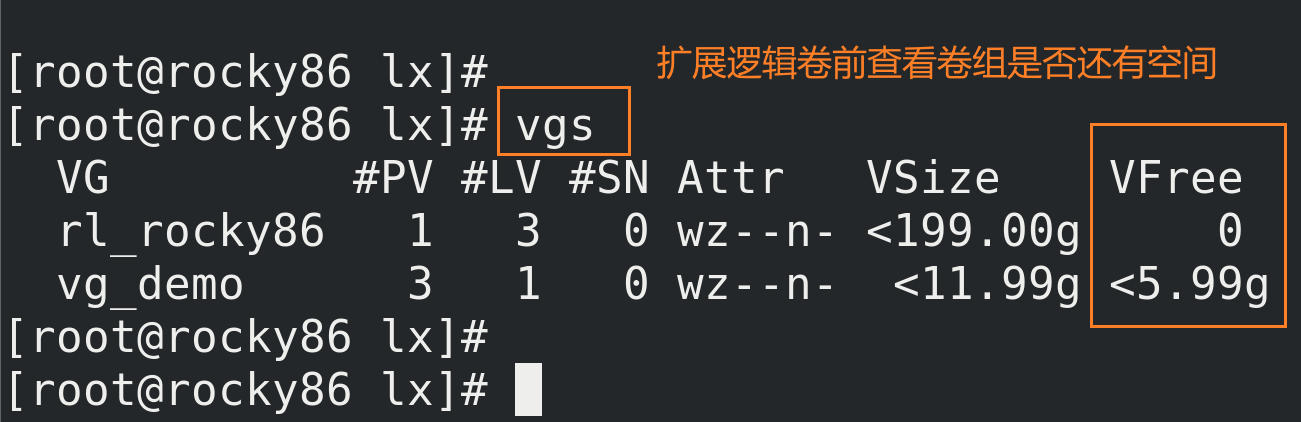 [root@rocky86 lx]# 扩展逻辑卷前查看卷组是否还有空间
[root@rocky86 lx]# vgs
  VG         #PV #LV #SN Attr   VSize    VFree
  rl_rocky86   1   3   0 wz--n- <199.00g     0
  vg_demo      3   1   0 wz--n-  <11.99g <5.99g
[root@rocky86 lx]#
[root@rocky86 lx]#